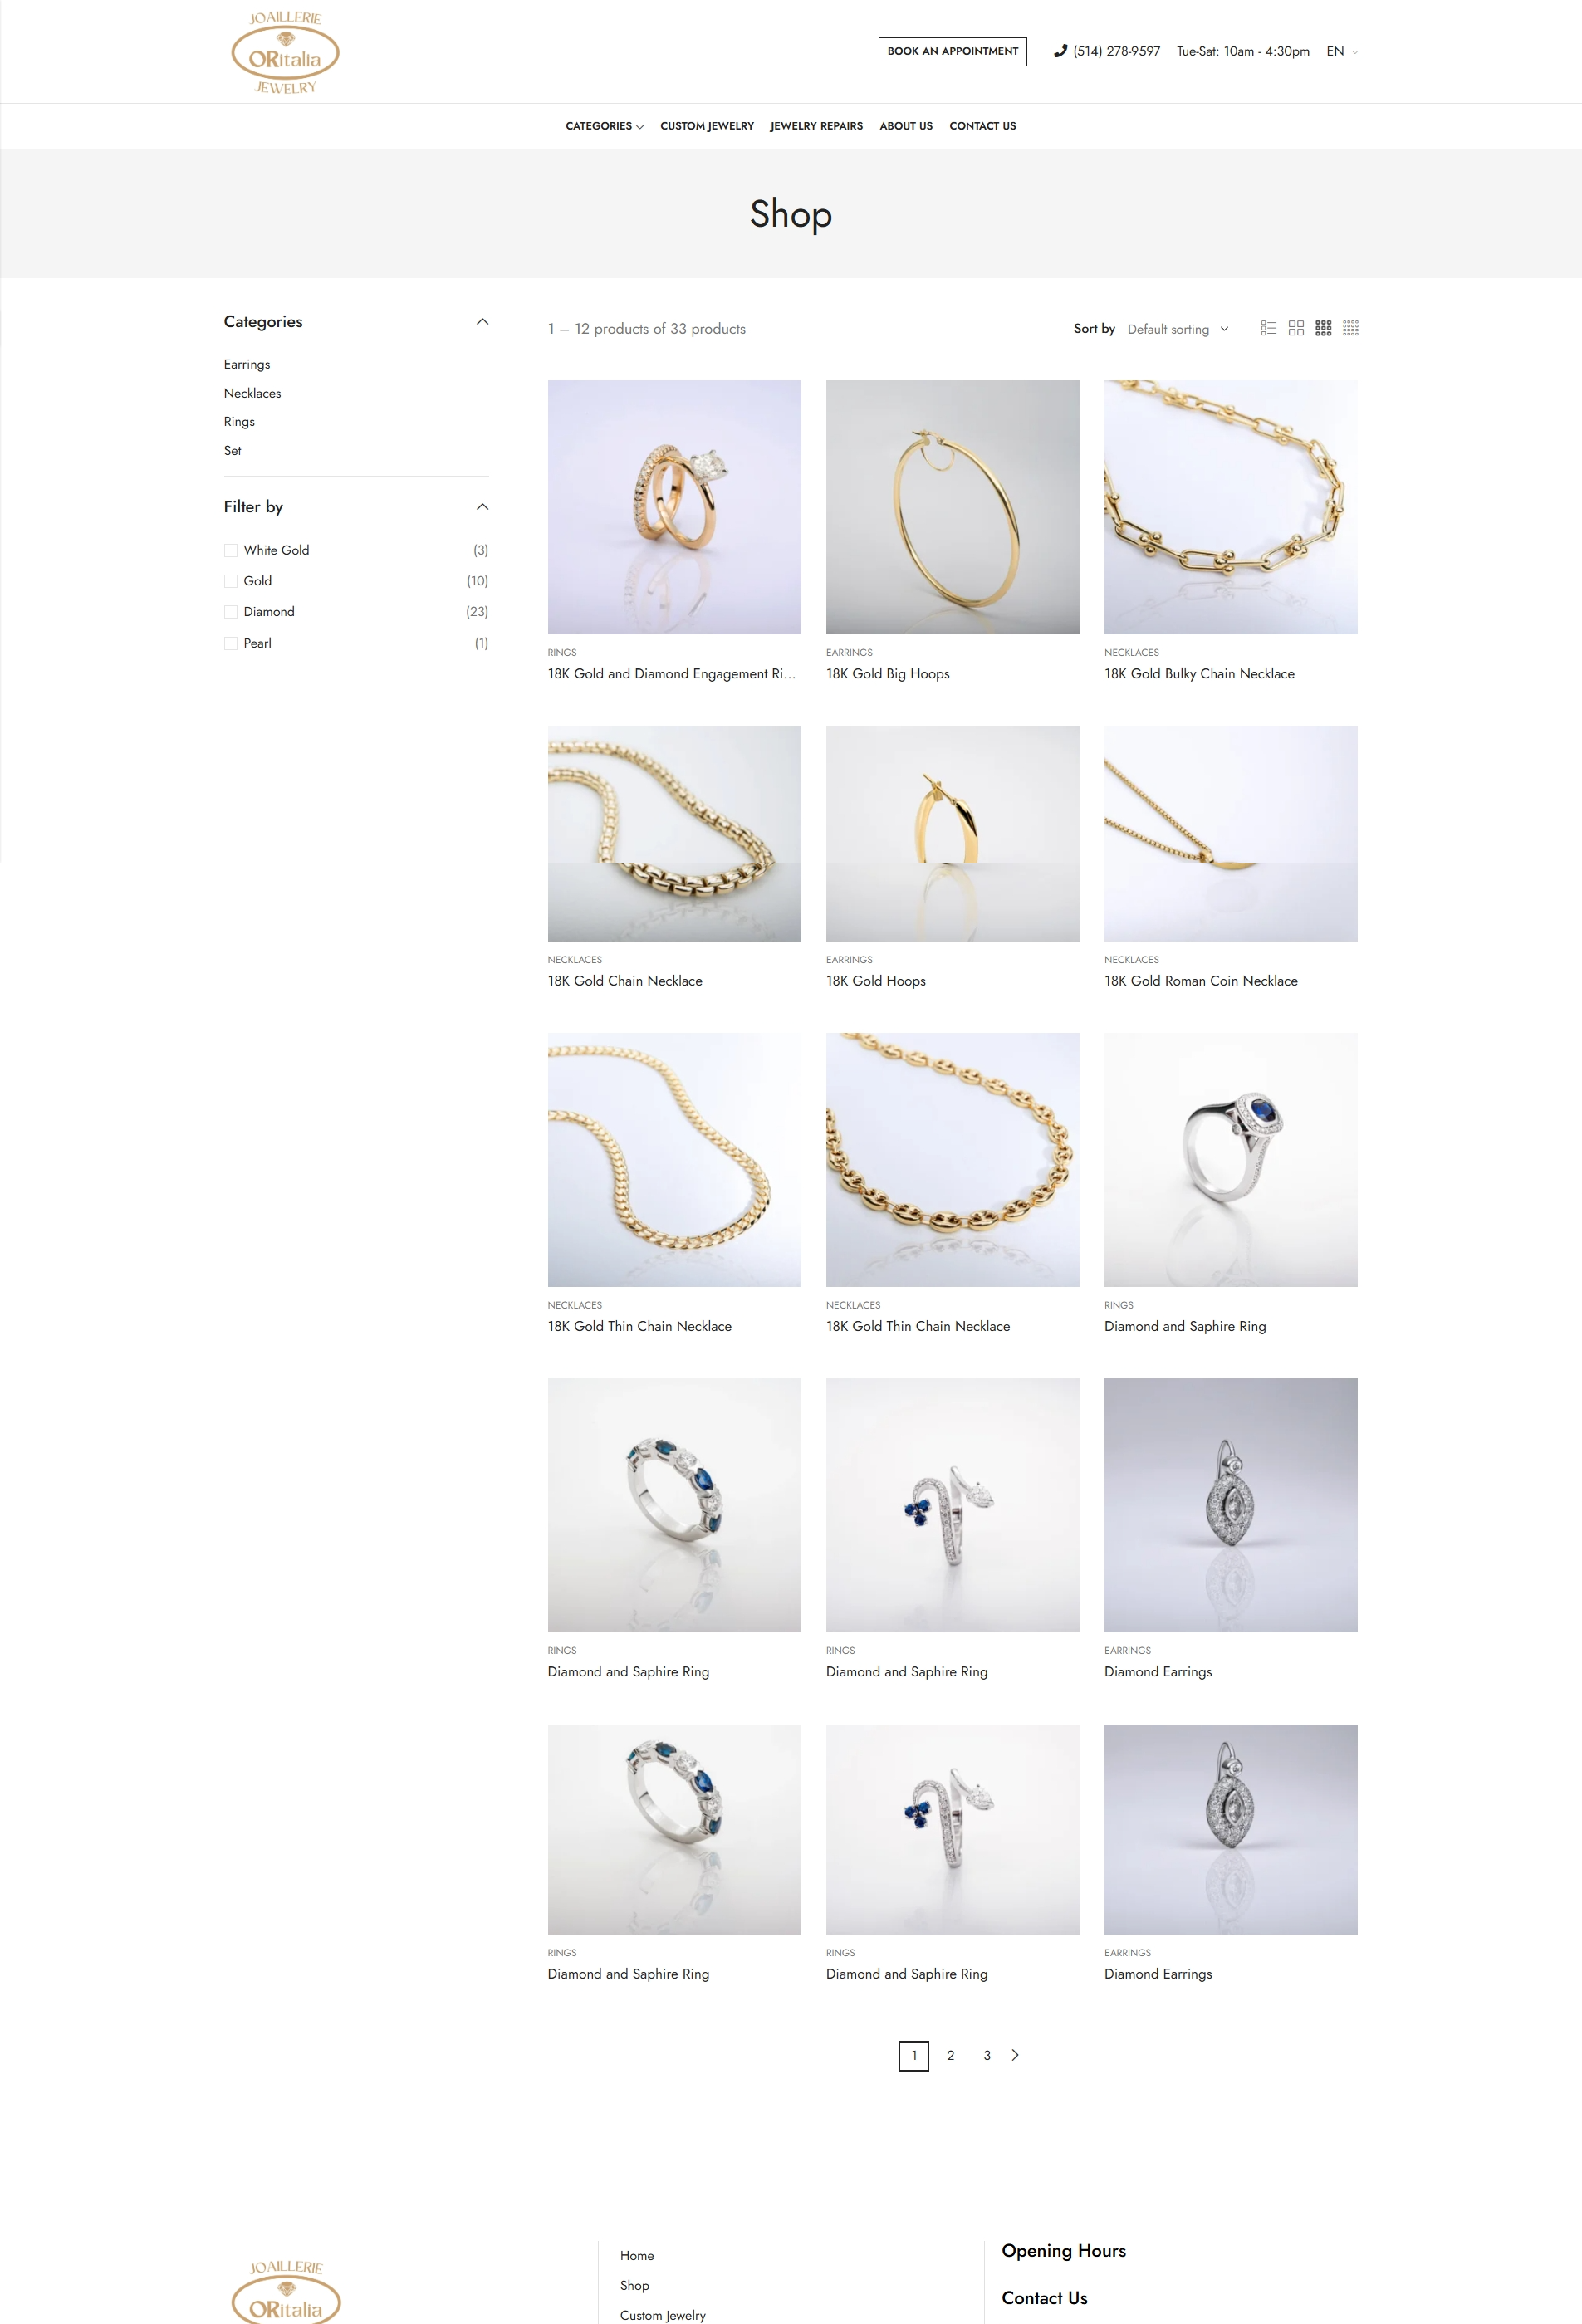 JOAILLERIE
ORitalia
JEWELRY
BOOK AN APPOINTMENT
(514) 278-9597
Tue-Sat: 10am - 4:30pm
EN
CATEGORIES
CUSTOM JEWELRY
JEWELRY REPAIRS
ABOUT US
CONTACT US
Shop
Categories
Earrings
Necklaces
Rings
Set
Filter by
White Gold (3)
Gold (10)
Diamond (23)
Pearl (1)
1 – 12 products of 33 products
Sort by Default sorting
RINGS
18K Gold and Diamond Engagement Ri...
EARRINGS
18K Gold Big Hoops
NECKLACES
18K Gold Bulky Chain Necklace
NECKLACES
18K Gold Chain Necklace
EARRINGS
18K Gold Hoops
NECKLACES
18K Gold Roman Coin Necklace
NECKLACES
18K Gold Thin Chain Necklace
NECKLACES
18K Gold Thin Chain Necklace
RINGS
Diamond and Saphire Ring
RINGS
Diamond and Saphire Ring
RINGS
Diamond and Saphire Ring
EARRINGS
Diamond Earrings
RINGS
Diamond and Saphire Ring
RINGS
Diamond and Saphire Ring
EARRINGS
Diamond Earrings
1 2 3
JOAILLERIE
ORitalia
Home
Shop
Custom Jewelry
Opening Hours
Contact Us